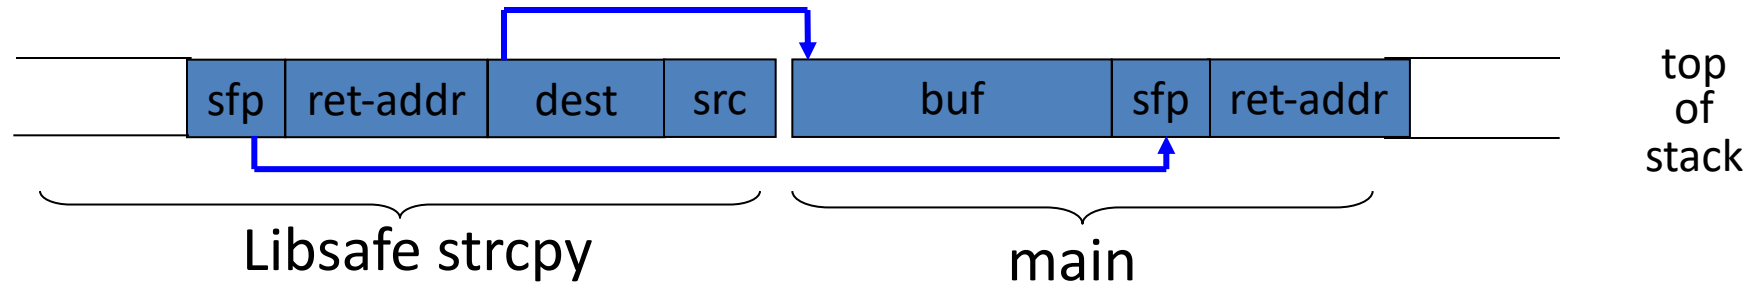 sfp ret-addr dest src buf sfp ret-addr
top
of
stack
Libsafe strcpy
main